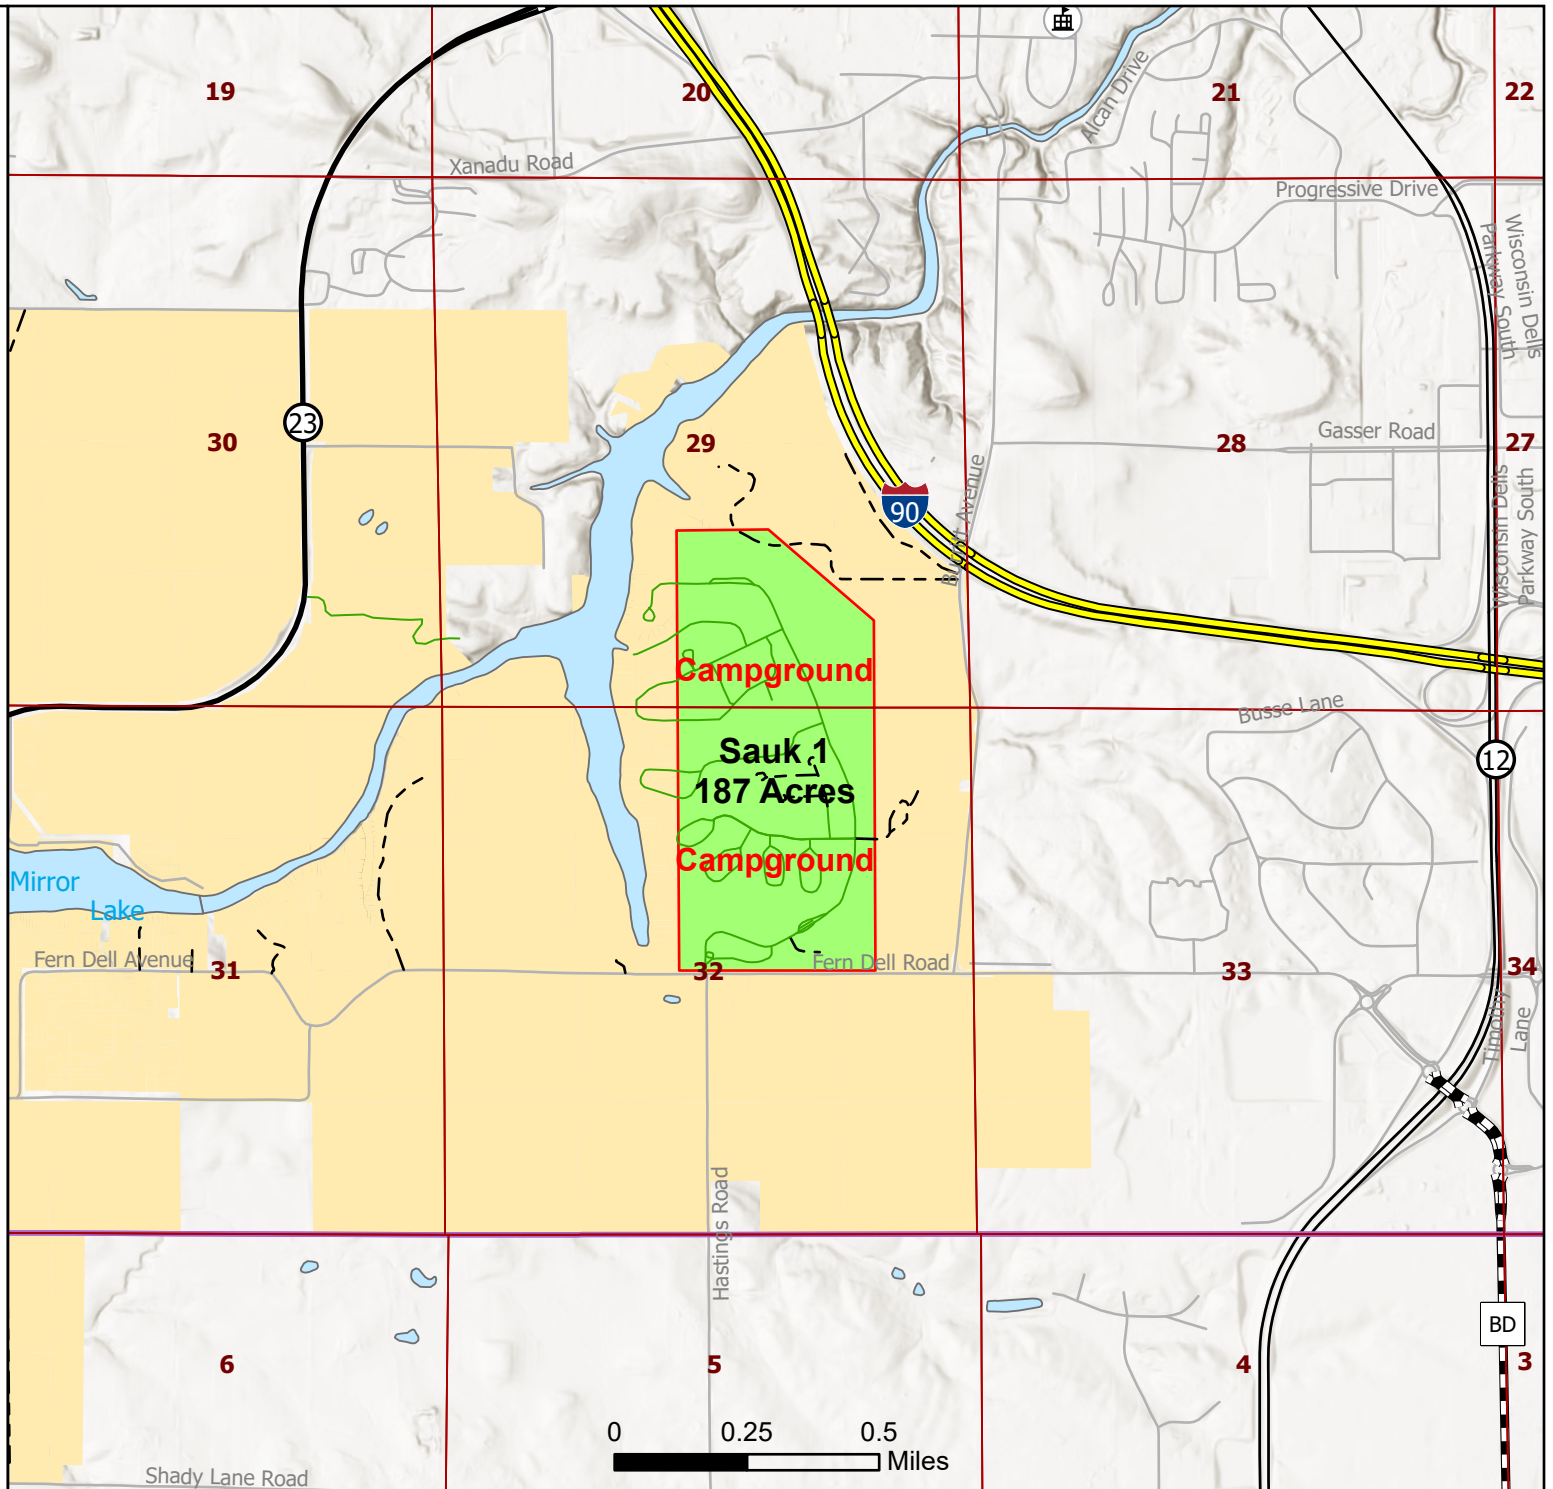 19
20
21
22
Alcan Drive
Xanadu Road
Progressive Drive
Wisconsin Dells
Parkway South
23
30
29
28
Gasser Road
27
90
Burritt Avenue
Wisconsin Dells
Parkway South
Campground
Busse Lane
Sauk 1
187 Acres
12
Campground
Mirror
Lake
Fern Dell Avenue
31
32
Fern Dell Road
33
34
Timothy
Lane
Hastings Road
BD
6
5
4
3
0
0.25
0.5
Miles
Shady Lane Road